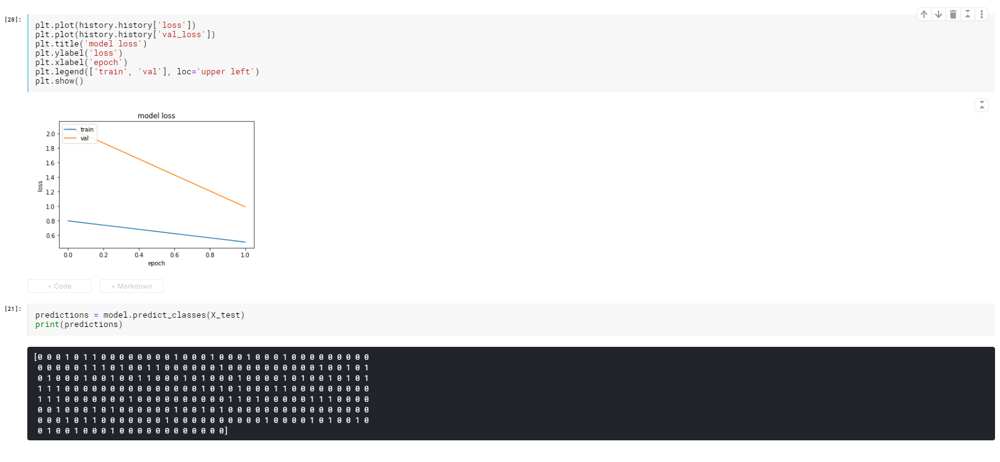 [20]:
plt.plot(history.history['loss'])
plt.plot(history.history['val_loss'])
plt.title('model loss')
plt.ylabel('loss')
plt.xlabel('epoch')
plt.legend(['train', 'val'], loc='upper left')
plt.show()
model loss
train
val
2.0
1.8
1.6
1.4
1.2
1.0
0.8
0.6
loss
0.0 0.2 0.4 0.6 0.8 1.0
epoch
+ Code + Markdown
[21]:
predictions = model.predict_classes(X_test)
print(predictions)
[0 0 0 1 0 1 1 0 0 0 0 0 0 0 0 1 0 0 0 1 0 0 0 1 0 0 0 1 0 0 0 0 0 0 0 0 0
0 0 0 0 0 1 1 1 0 1 0 0 1 1 0 0 0 0 0 0 1 0 0 0 0 0 0 0 0 0 0 1 0 0 1 0 1
0 1 0 0 0 1 0 0 1 0 0 1 1 0 0 0 1 0 1 0 0 0 1 0 0 0 0 1 0 1 0 0 1 0 1 0 1
1 1 1 0 0 0 0 0 0 0 0 0 0 0 0 0 0 0 1 0 1 0 1 0 0 0 1 1 0 0 0 0 0 0 0 0 0
1 1 1 0 0 0 0 0 0 0 1 0 0 0 0 0 0 0 0 0 0 1 1 0 1 0 0 0 0 0 1 1 1 0 0 0 0
0 0 1 0 0 0 1 0 1 0 0 0 0 0 0 1 0 0 1 0 1 0 0 0 0 0 0 0 0 0 0 0 0 0 0 0 0
0 0 0 1 0 1 1 0 0 0 0 0 0 0 1 0 0 0 0 0 0 0 0 0 0 1 0 0 0 0 1 0 1 0 0 1 0
0 1 0 0 1 0 0 0 1 0 0 0 0 0 0 0 0 0 0 0 0]